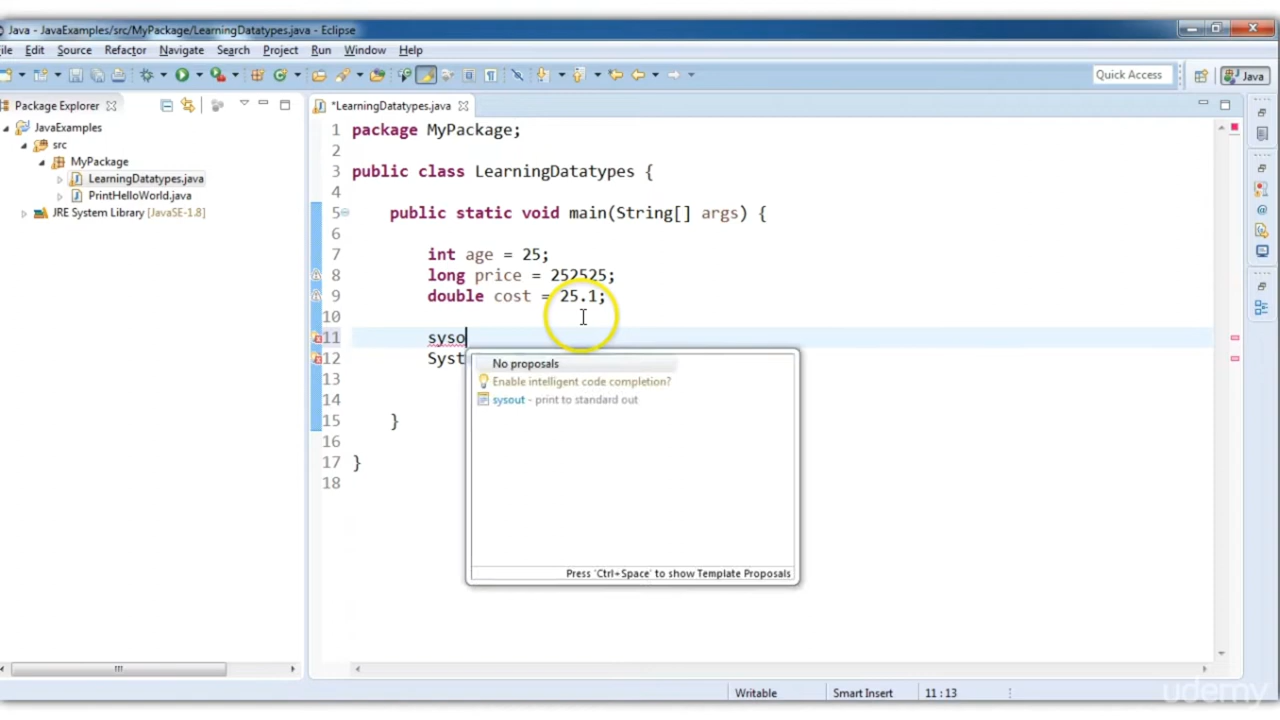 Java - JavaExamples/src/MyPackage/LearningDatatypes.java - Eclipse
ile Edit Source Refactor Navigate Search Project Run Window Help
Quick Access Java
Package Explorer *LearningDatatypes.java
JavaExamples
src
MyPackage
LearningDatatypes.java
PrintHelloWorld.java
JRE System Library [JavaSE-1.8]
1 package MyPackage;
2
3 public class LearningDatatypes {
4
5 public static void main(String[] args) {
6
7 int age = 25;
8 long price = 252525;
9 double cost = 25.1;
10
11 syso
12 Syst
13
14
15 }
16
17 }
18
No proposals
Enable intelligent code completion?
sysout - print to standard out
Press 'Ctrl+Space' to show Template Proposals
Writable Smart Insert 11 : 13
udemy